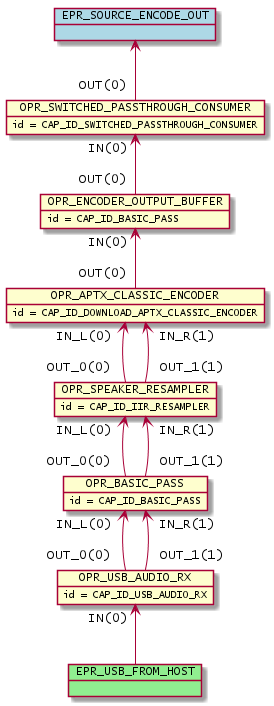 EPR_SOURCE_ENCODE_OUT
OUT(0)
OPR_SWITCHED_PASSTHROUGH_CONSUMER
id = CAP_ID_SWITCHED_PASSTHROUGH_CONSUMER
IN(0)
OUT(0)
OPR_ENCODER_OUTPUT_BUFFER
id = CAP_ID_BASIC_PASS
IN(0)
OUT(0)
OPR_APTX_CLASSIC_ENCODER
id = CAP_ID_DOWNLOAD_APTX_CLASSIC_ENCODER
IN_L(0) IN_R(1)
OUT_0(0) OUT_1(1)
OPR_SPEAKER_RESAMPLER
id = CAP_ID_IIR_RESAMPLER
IN_L(0) IN_R(1)
OUT_0(0) OUT_1(1)
OPR_BASIC_PASS
id = CAP_ID_BASIC_PASS
IN_L(0) IN_R(1)
OUT_0(0) OUT_1(1)
OPR_USB_AUDIO_RX
id = CAP_ID_USB_AUDIO_RX
IN(0)
EPR_USB_FROM_HOST